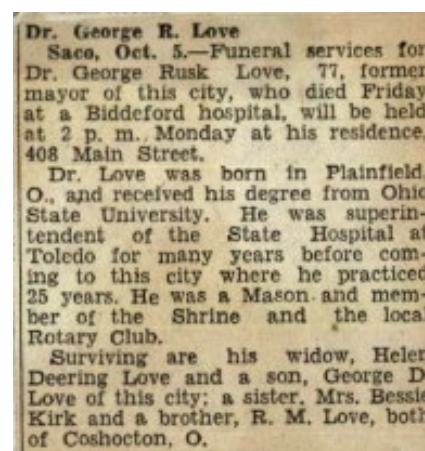 Dr. George R. Love
Saco, Oct. 5.—Funeral services for
Dr. George Rusk Love, 77, former
mayor of this city, who died Friday
at a Biddeford hospital, will be held
at 2 p. m. Monday at his residence,
408 Main Street.
Dr. Love was born in Plainfield,
O., and received his degree from Ohio
State University. He was superin-
tendent of the State Hospital at
Toledo for many years before com-
ing to this city where he practiced
25 years. He was a Mason and mem-
ber of the Shrine and the local
Rotary Club.
Surviving are his widow, Helen
Deering Love and a son, George D.
Love of this city; a sister, Mrs. Bessie
Kirk and a brother, R. M. Love, both
of Coshocton, O.